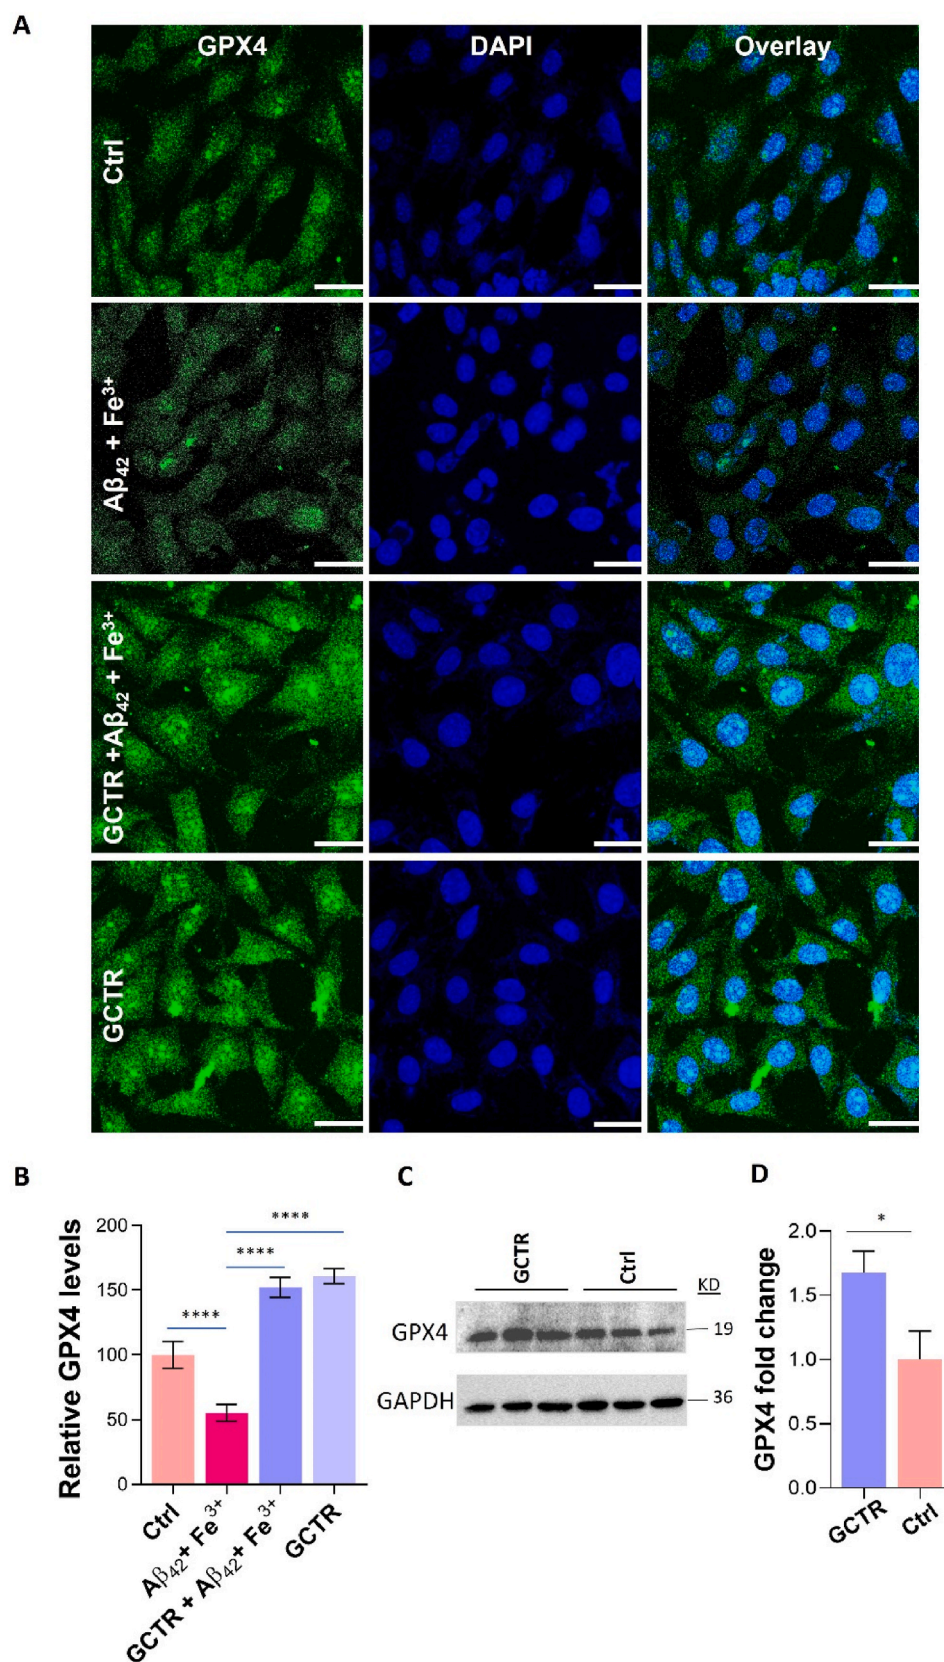 A
GPX4 DAPI Overlay
Ctrl
Aβ₄₂ + Fe³⁺
GCTR +Aβ₄₂ + Fe³⁺
GCTR
B
Relative GPX4 levels
200
150
100
50
0
****
****
****
Ctrl
Aβ₄₂+ Fe³⁺
GCTR + Aβ₄₂+ Fe³⁺
GCTR
C
GCTR Ctrl KD
GPX4 19
GAPDH 36
D
GPX4 fold change
2.0
1.5
1.0
0.5
0.0
*
GCTR
Ctrl